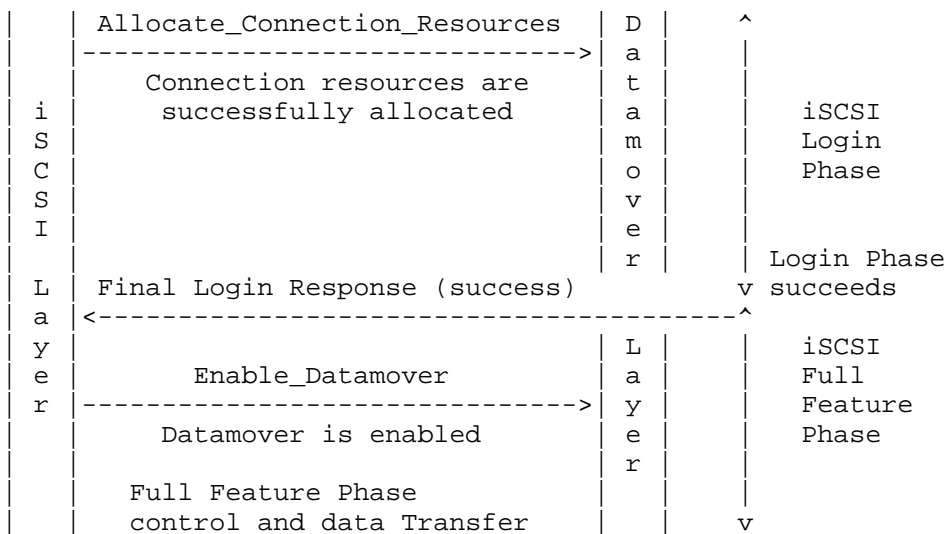 |   | Allocate_Connection_Resources  | D |    ^
|   |------------------------------->| a |    |
|   |    Connection resources are    | t |    |
| i |     successfully allocated     | a |    |   iSCSI
| S |                                | m |    |   Login
| C |                                | o |    |   Phase
| S |                                | v |    |
| I |                                | e |    |
|   |                                | r |    | Login Phase
| L | Final Login Response (success)          v succeeds
| a |<----------------------------------------^
| y |                                | L |    |   iSCSI
| e |       Enable_Datamover         | a |    |   Full
| r |------------------------------->| y |    |   Feature
|   |     Datamover is enabled       | e |    |   Phase
|   |                                | r |    |
|   |   Full Feature Phase           |   |    |
|   |   control and data Transfer    |   |    v